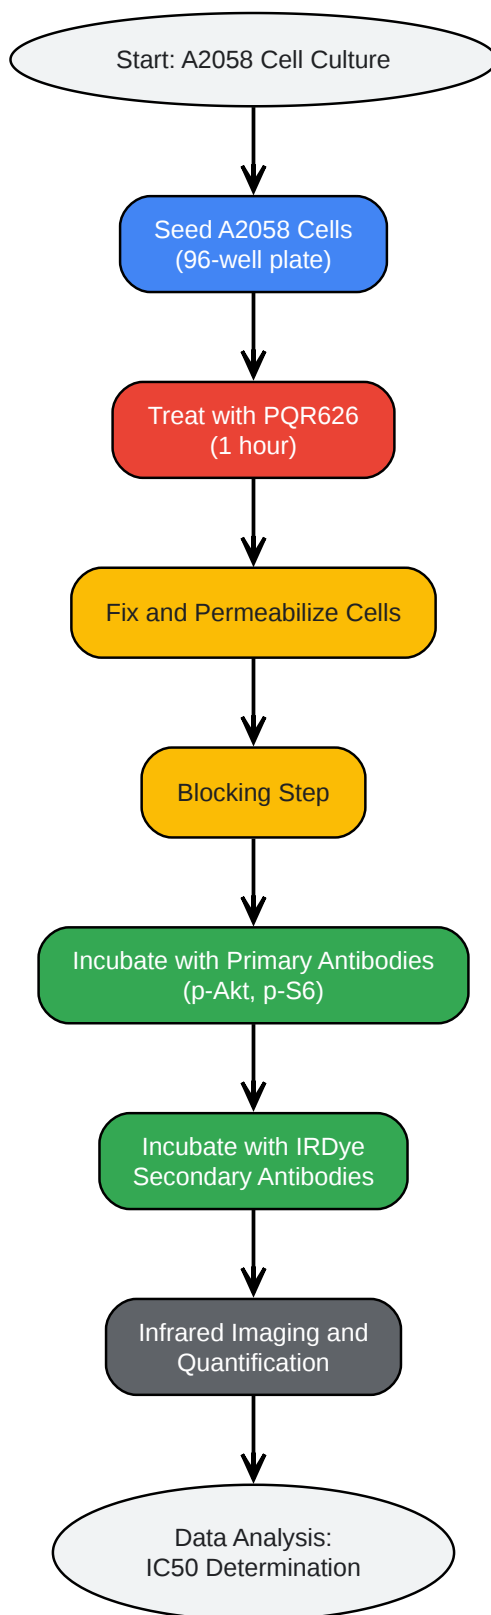 Start: A2058 Cell Culture
Seed A2058 Cells
(96-well plate)
Treat with PQR626
(1 hour)
Fix and Permeabilize Cells
Blocking Step
Incubate with Primary Antibodies
(p-Akt, p-S6)
Incubate with IRDye
Secondary Antibodies
Infrared Imaging and
Quantification
Data Analysis:
IC50 Determination